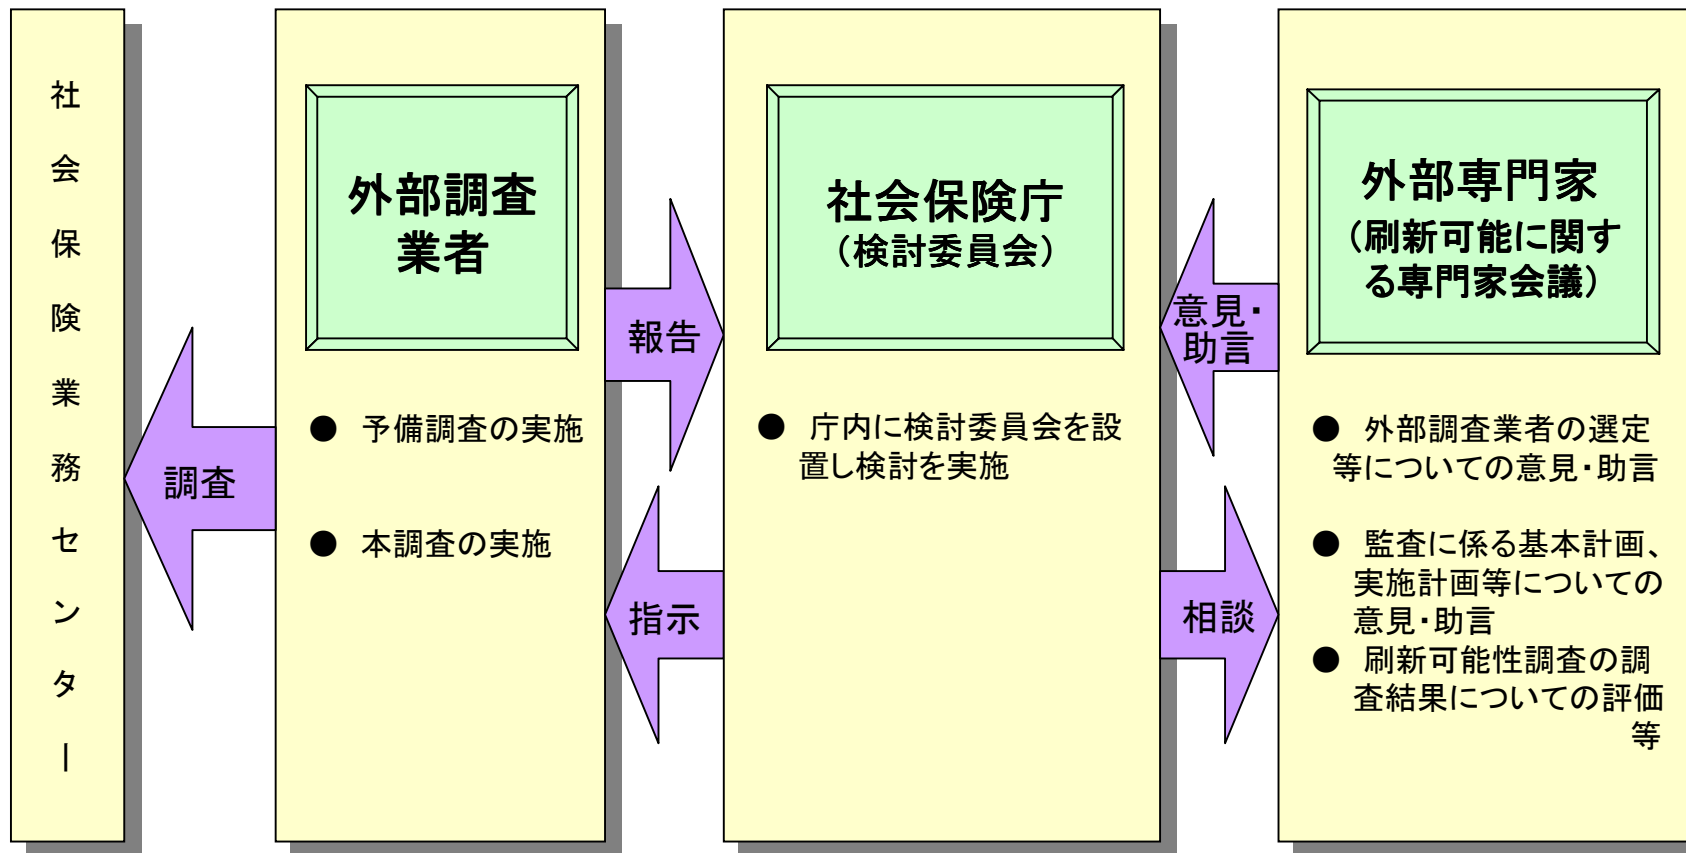 社会保険業務センター
外部調査
業者
● 予備調査の実施
● 本調査の実施
調査
報告
指示
社会保険庁
（検討委員会）
● 庁内に検討委員会を設
置し検討を実施
意見・
助言
相談
外部専門家
（刷新可能に関す
る専門家会議）
● 外部調査業者の選定
等についての意見・助言
● 監査に係る基本計画、
実施計画等についての
意見・助言
● 刷新可能性調査の調
査結果についての評価
等